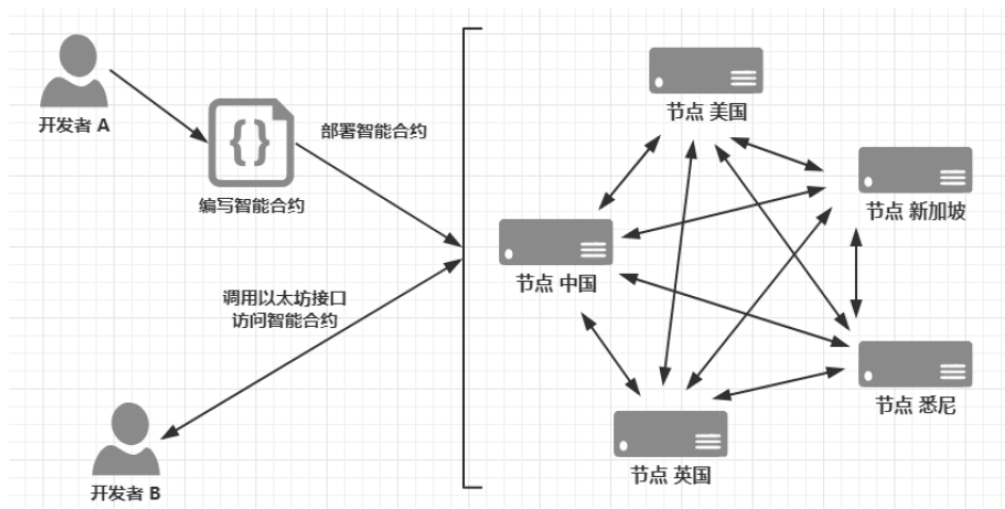 开发者 A
编写智能合约
部署智能合约
调用以太坊接口
访问智能合约
开发者 B
节点 美国
节点 新加坡
节点 中国
节点 悉尼
节点 英国